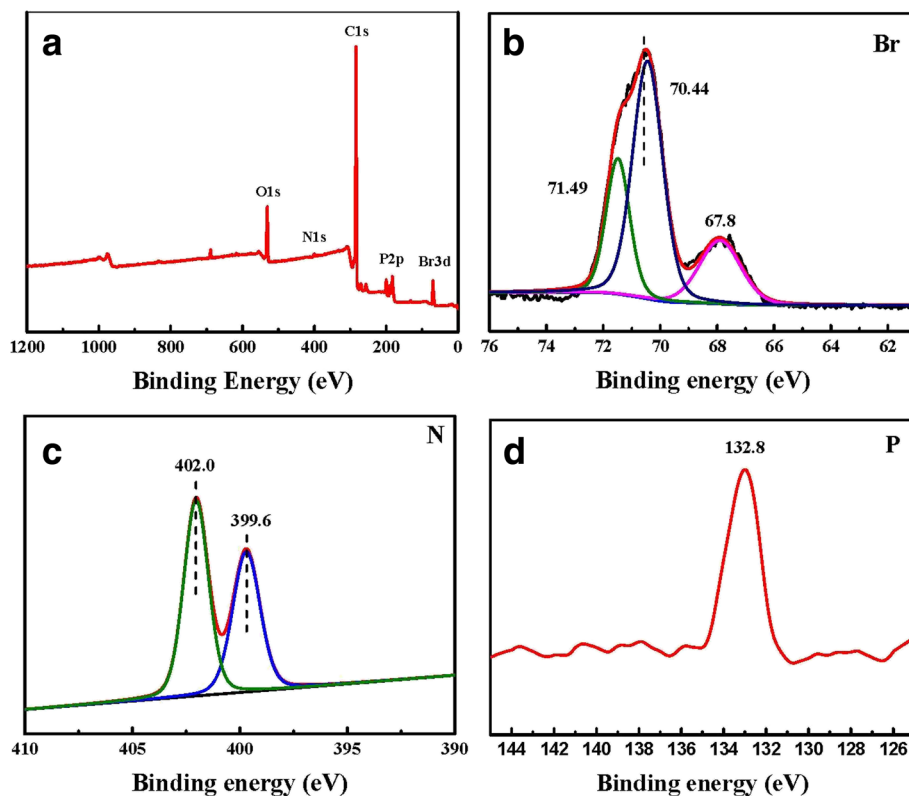 a
C1s
O1s
N1s
P2p
Br3d
1200 1000 800 600 400 200 0
Binding Energy (eV)
b
Br
70.44
71.49
67.8
76 74 72 70 68 66 64 62
Binding energy (eV)
c
N
402.0
399.6
410 405 400 395 390
Binding energy (eV)
d
P
132.8
144 142 140 138 136 134 132 130 128 126
Binding energy (eV)